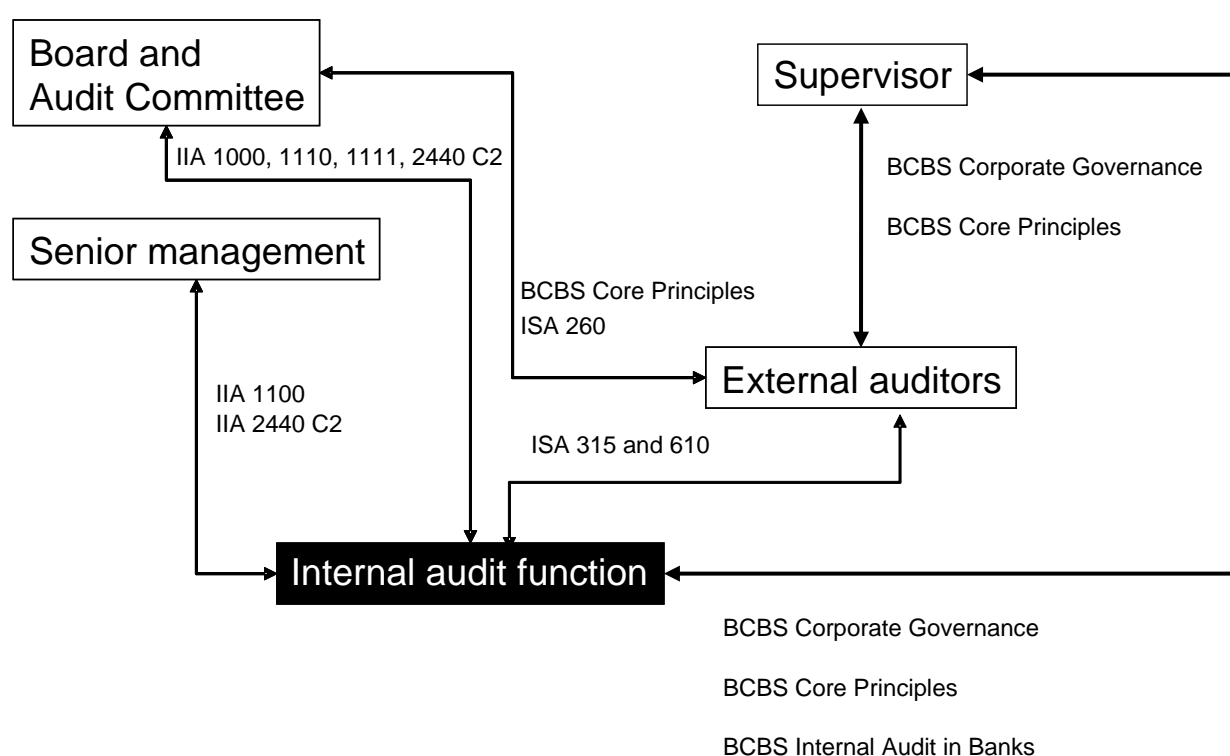 Board and
Audit Committee
Supervisor
IIA 1000, 1110, 1111, 2440 C2
BCBS Corporate Governance
BCBS Core Principles
Senior management
BCBS Core Principles
ISA 260
External auditors
IIA 1100
IIA 2440 C2
ISA 315 and 610
Internal audit function
BCBS Corporate Governance
BCBS Core Principles
BCBS Internal Audit in Banks